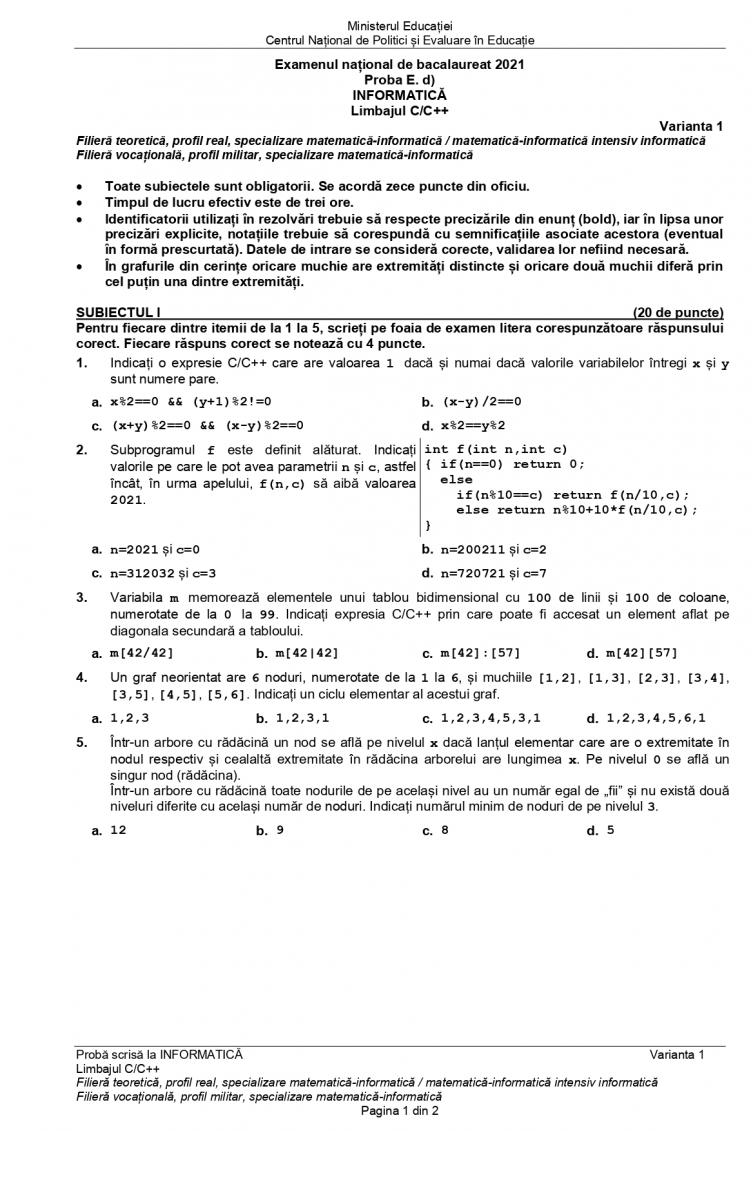 Ministerul Educației
Centrul Național de Politici și Evaluare în Educație
Examenul național de bacalaureat 2021
Proba E. d)
INFORMATICĂ
Limbajul C/C++
Varianta 1
Filieră teoretică, profil real, specializare matematică-informatică / matematică-informatică intensiv informatică
Filieră vocațională, profil militar, specializare matematică-informatică
• Toate subiectele sunt obligatorii. Se acordă zece puncte din oficiu.
• Timpul de lucru efectiv este de trei ore.
• Identificatorii utilizați în rezolvări trebuie să respecte precizările din enunț (bold), iar în lipsa unor
precizări explicite, notațiile trebuie să corespundă cu semnificațiile asociate acestora (eventual
în formă prescurtată). Datele de intrare se consideră corecte, validarea lor nefiind necesară.
• În grafurile din cerințe oricare muchie are extremități distincte și oricare două muchii diferă prin
cel puțin una dintre extremități.
SUBIECTUL I (20 de puncte)
Pentru fiecare dintre itemii de la 1 la 5, scrieți pe foaia de examen litera corespunzătoare răspunsului
corect. Fiecare răspuns corect se notează cu 4 puncte.
1. Indicați o expresie C/C++ care are valoarea 1 dacă și numai dacă valorile variabilelor întregi x și y
sunt numere pare.
a. x%2==0 && (y+1)%2!=0 b. (x-y)/2==0
c. (x+y)%2==0 && (x-y)%2==0 d. x%2==y%2
2. Subprogramul f este definit alăturat. Indicați
valorile pe care le pot avea parametrii n și c, astfel
încât, în urma apelului, f(n,c) să aibă valoarea
2021.
int f(int n,int c)
{ if(n==0) return 0;
else
if(n%10==c) return f(n/10,c);
else return n%10+10*f(n/10,c);
}
a. n=2021 și c=0 b. n=200211 și c=2
c. n=312032 și c=3 d. n=720721 și c=7
3. Variabila m memorează elementele unui tablou bidimensional cu 100 de linii și 100 de coloane,
numerotate de la 0 la 99. Indicați expresia C/C++ prin care poate fi accesat un element aflat pe
diagonala secundară a tabloului.
a. m[42/42] b. m[42|42] c. m[42]:[57] d. m[42][57]
4. Un graf neorientat are 6 noduri, numerotate de la 1 la 6, și muchiile [1,2], [1,3], [2,3], [3,4],
[3,5], [4,5], [5,6]. Indicați un ciclu elementar al acestui graf.
a. 1,2,3 b. 1,2,3,1 c. 1,2,3,4,5,3,1 d. 1,2,3,4,5,6,1
5. Într-un arbore cu rădăcină un nod se află pe nivelul x dacă lanțul elementar care are o extremitate în
nodul respectiv și cealaltă extremitate în rădăcina arborelui are lungimea x. Pe nivelul 0 se află un
singur nod (rădăcina).
Într-un arbore cu rădăcină toate nodurile de pe același nivel au un număr egal de „fii” și nu există două
niveluri diferite cu același număr de noduri. Indicați numărul minim de noduri de pe nivelul 3.
a. 12 b. 9 c. 8 d. 5
Probă scrisă la INFORMATICĂ Varianta 1
Limbajul C/C++
Filieră teoretică, profil real, specializare matematică-informatică / matematică-informatică intensiv informatică
Filieră vocațională, profil militar, specializare matematică-informatică
Pagina 1 din 2